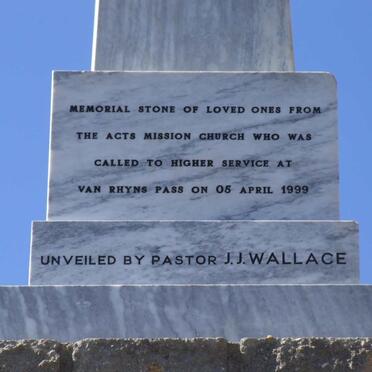 MEMORIAL STONE OF LOVED ONES FROM
THE ACTS MISSION CHURCH WHO WAS
CALLED TO HIGHER SERVICE AT
VAN RHYNS PASS ON 05 APRIL 1999
UNVEILED BY PASTOR J.J. WALLACE